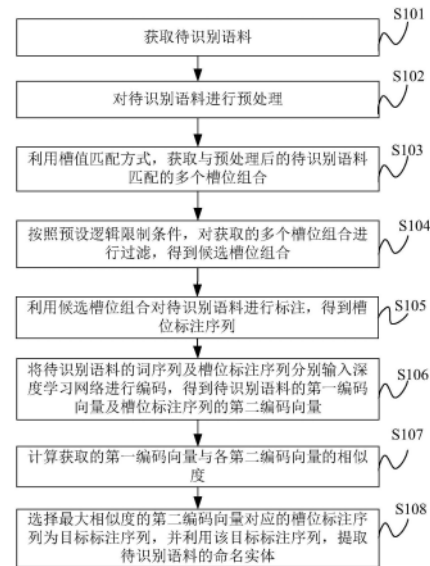 S101
获取待识别语料
S102
对待识别语料进行预处理
S103
利用槽值匹配方式，获取与预处理后的待识别语料
匹配的多个槽位组合
S104
按照预设逻辑限制条件，对获取的多个槽位组合进
行过滤，得到候选槽位组合
S105
利用候选槽位组合对待识别语料进行标注，得到槽
位标注序列
S106
将待识别语料的词序列及槽位标注序列分别输入深
度学习网络进行编码，得到待识别语料的第一编码
向量及槽位标注序列的第二编码向量
S107
计算获取的第一编码向量与各第二编码向量的相似
度
S108
选择最大相似度的第二编码向量对应的槽位标注序
列为目标标注序列，并利用该目标标注序列，提取
待识别语料的命名实体